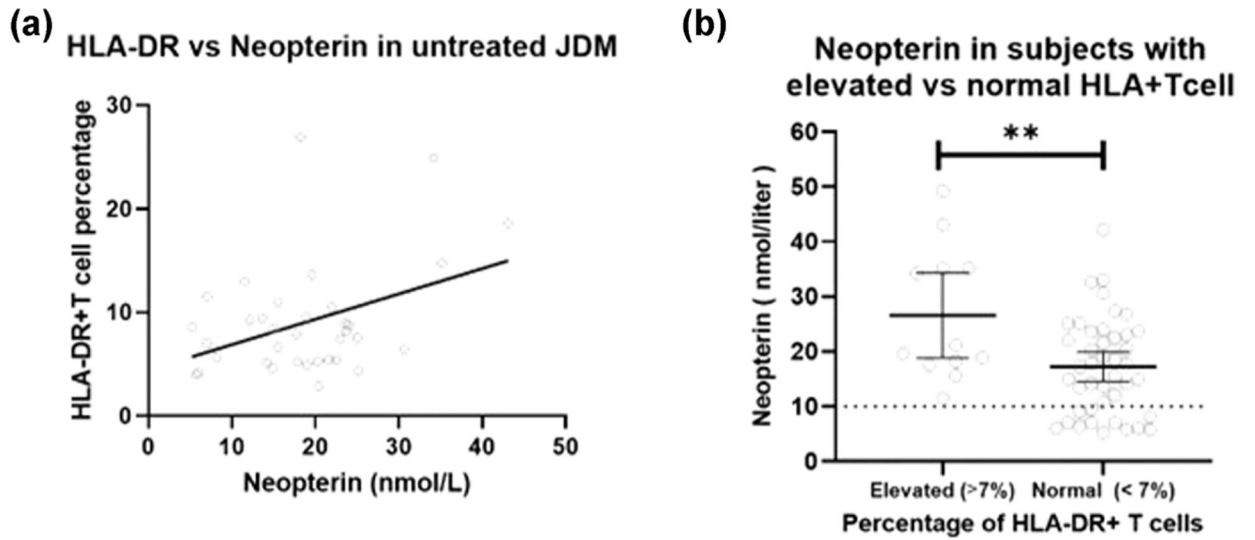 (a)
HLA-DR vs Neopterin in untreated JDM
HLA-DR+T cell percentage
30
20
10
0
0 10 20 30 40 50
Neopterin (nmol/L)
(b)
Neopterin in subjects with
elevated vs normal HLA+Tcell
**
Neopterin ( nmol/liter )
60
50
40
30
20
10
0
Elevated (>7%) Normal (< 7%)
Percentage of HLA-DR+ T cells